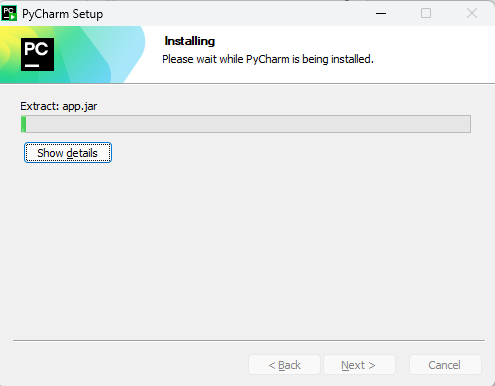 PC PyCharm Setup
PC
Installing
Please wait while PyCharm is being installed.
Extract: app.jar
Show details
< Back
Next >
Cancel